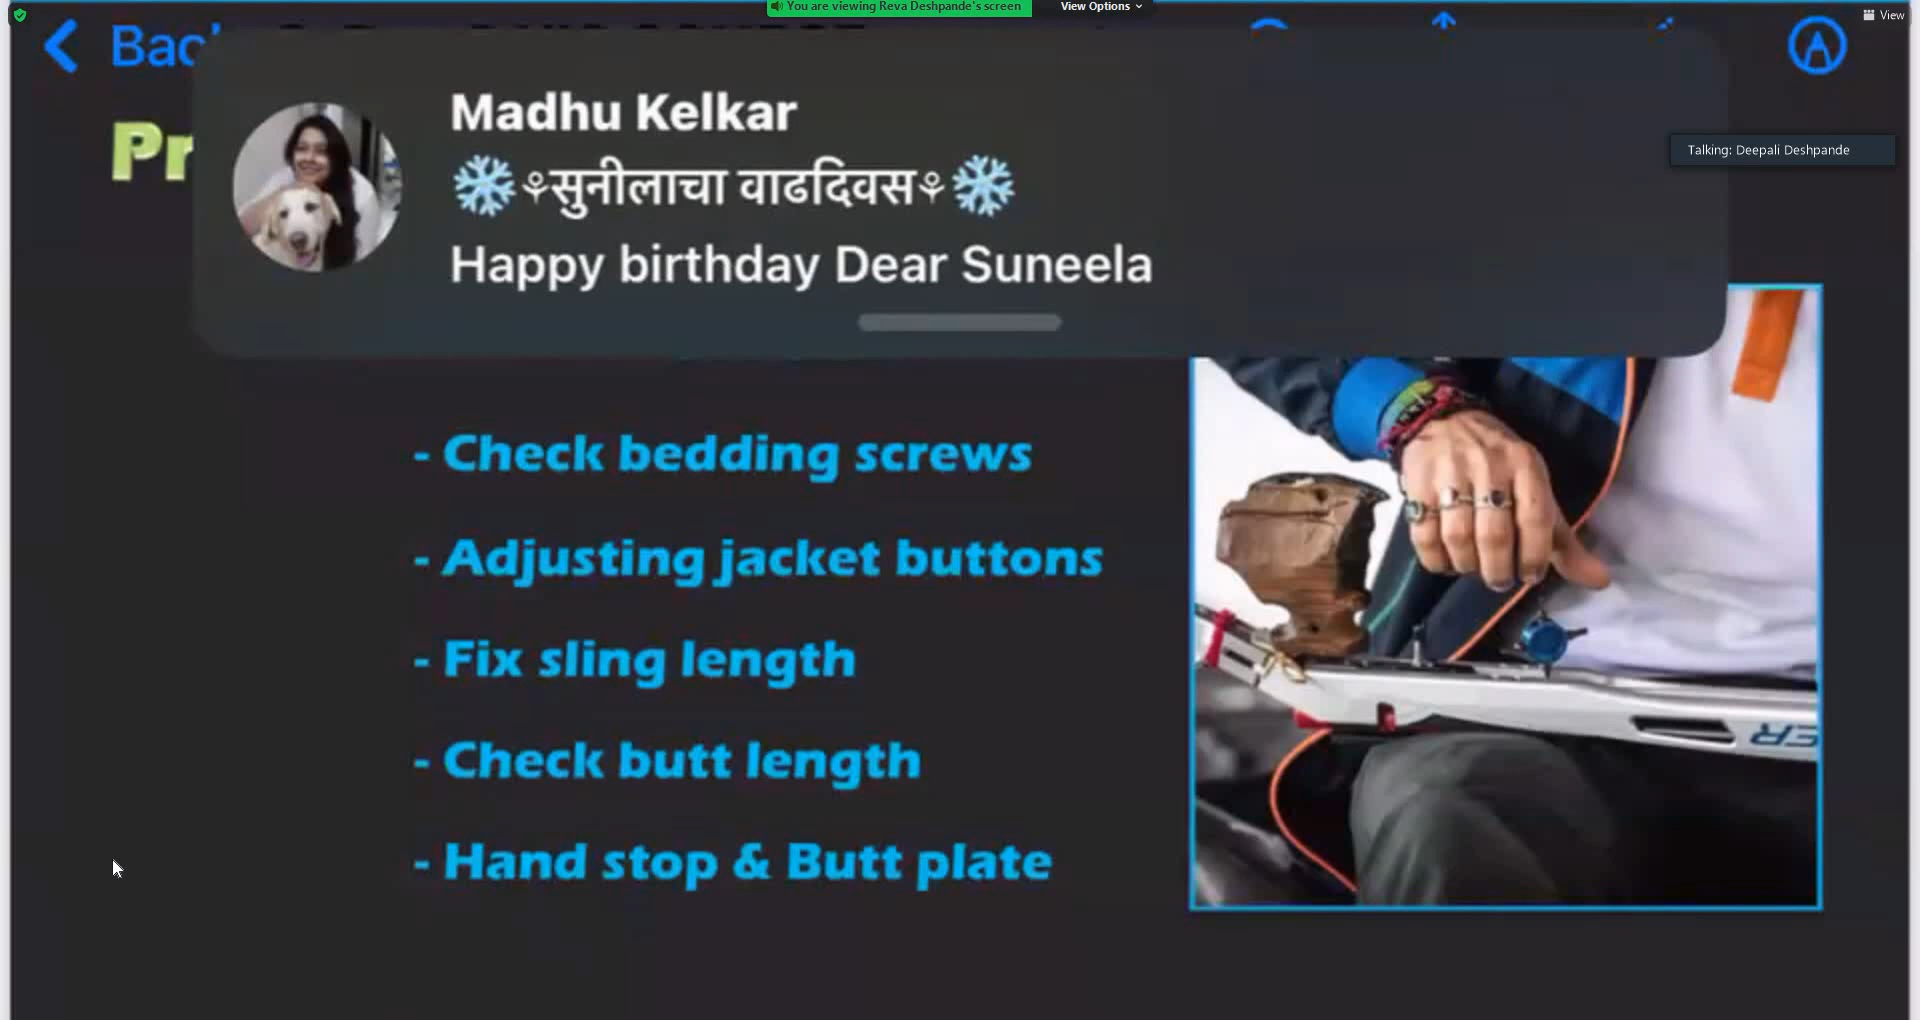 You are viewing Reva Deshpande's screen
View Options
View
Talking: Deepali Deshpande
Madhu Kelkar
❄️⚘सुनीलाचा वाढदिवस⚘❄️
Happy birthday Dear Suneela
- Check bedding screws
- Adjusting jacket buttons
- Fix sling length
- Check butt length
- Hand stop & Butt plate